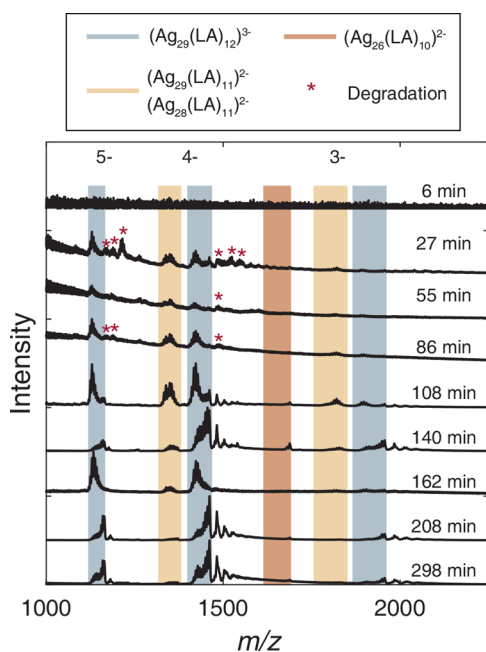 (Ag₂₉(LA)₁₂)³⁻
(Ag₂₆(LA)₁₀)²⁻
(Ag₂₉(LA)₁₁)²⁻
(Ag₂₈(LA)₁₁)²⁻
* Degradation
5- 4- 3-
6 min
* * *
* * *
27 min
*
55 min
* *
*
86 min
108 min
140 min
162 min
208 min
298 min
Intensity
1000 1500 2000
m/z